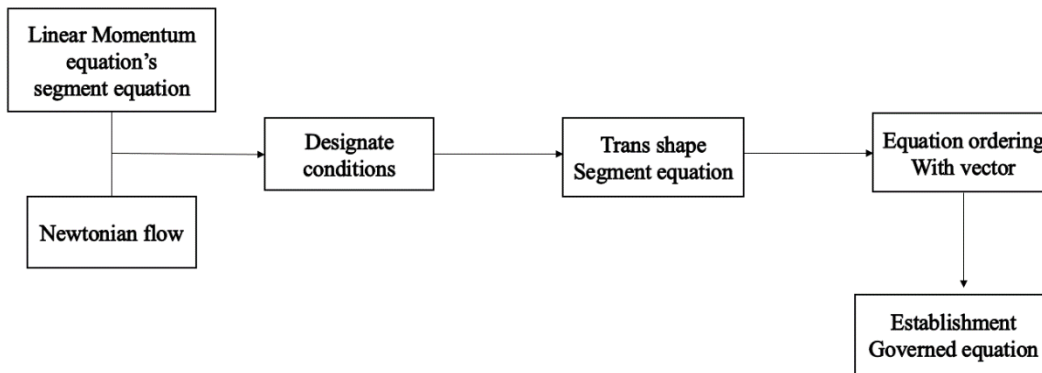 Linear Momentum
equation's
segment equation
Newtonian flow
Designate
conditions
Trans shape
Segment equation
Equation ordering
With vector
Establishment
Governed equation